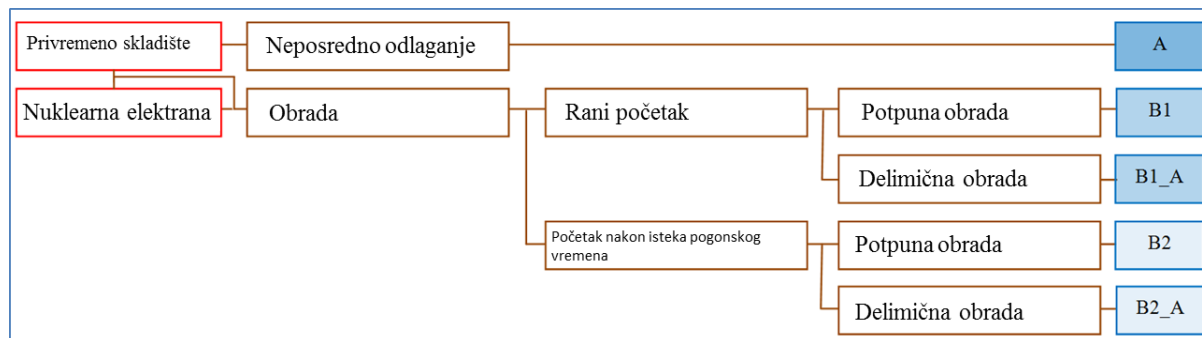 Privremeno skladište
Neposredno odlaganje
A
Nuklearna elektrana
Obrada
Rani početak
Potpuna obrada
B1
Delimična obrada
B1_A
Početak nakon isteka pogonskog
vremena
Potpuna obrada
B2
Delimična obrada
B2_A